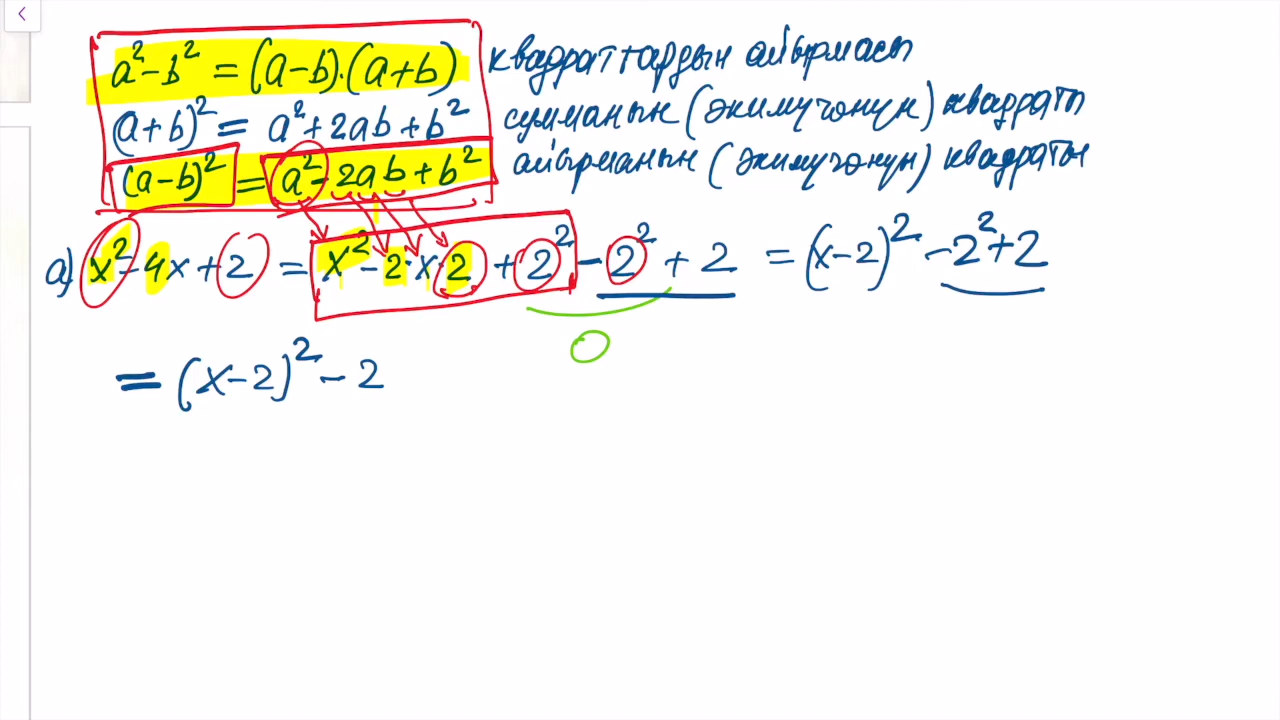 a² - b² = (a-b)·(a+b) квадраттардын айырмасы
(a+b)² = a² + 2ab + b² сумманын (экимүчөнүн) квадраты
(a-b)² = a² - 2ab + b² айырманын (экимүчөнүн) квадраты
a) x² - 4x + 2 = x² - 2·x·2 + 2² - 2² + 2 = (x-2)² - 2² + 2
0
= (x-2)² - 2